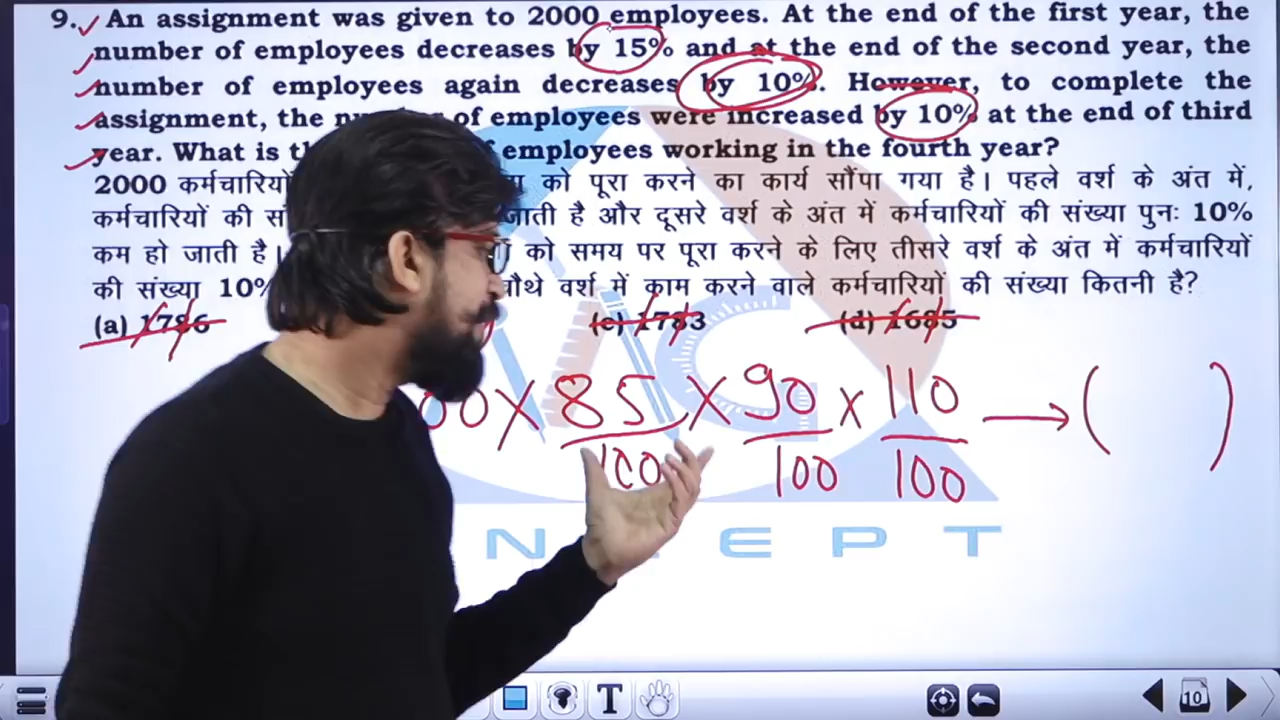 9. An assignment was given to 2000 employees. At the end of the first year, the
number of employees decreases by 15% and at the end of the second year, the
number of employees again decreases by 10%. However, to complete the
assignment, the of employees were increased by 10% at the end of third
year. What is of employees working in the fourth year?
2000 कर्मचारियों को पूरा करने का कार्य सौंपा गया है। पहले वर्श के अंत में,
कर्मचारियों की जाती है और दूसरे वर्श के अंत में कर्मचारियों की संख्या पुनः 10%
कम हो जाती है। को समय पर पूरा करने के लिए तीसरे वर्श के अंत में कर्मचारियों
की संख्या 10% चौथे वर्श में काम करने वाले कर्मचारियों की संख्या कितनी है?
(a) 1786 (c) 1783 (d) 1685
00 × 85/100 × 90/100 × 110/100 → ( )
N E P T
T
10